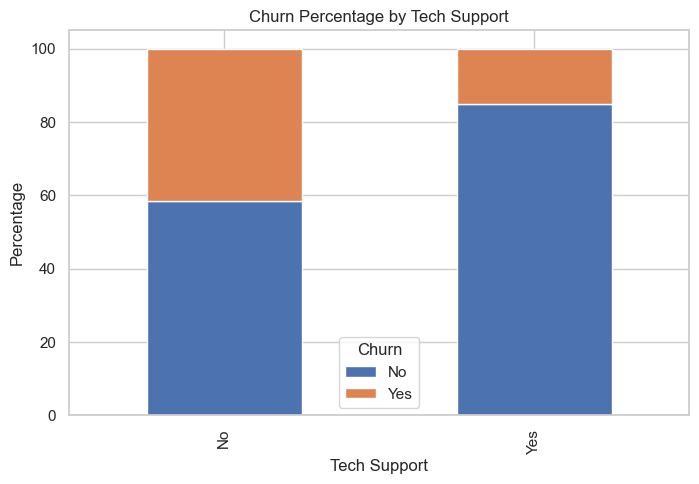 Churn Percentage by Tech Support
100
80
60
40
20
0
Percentage
Churn
No
Yes
No
Yes
Tech Support